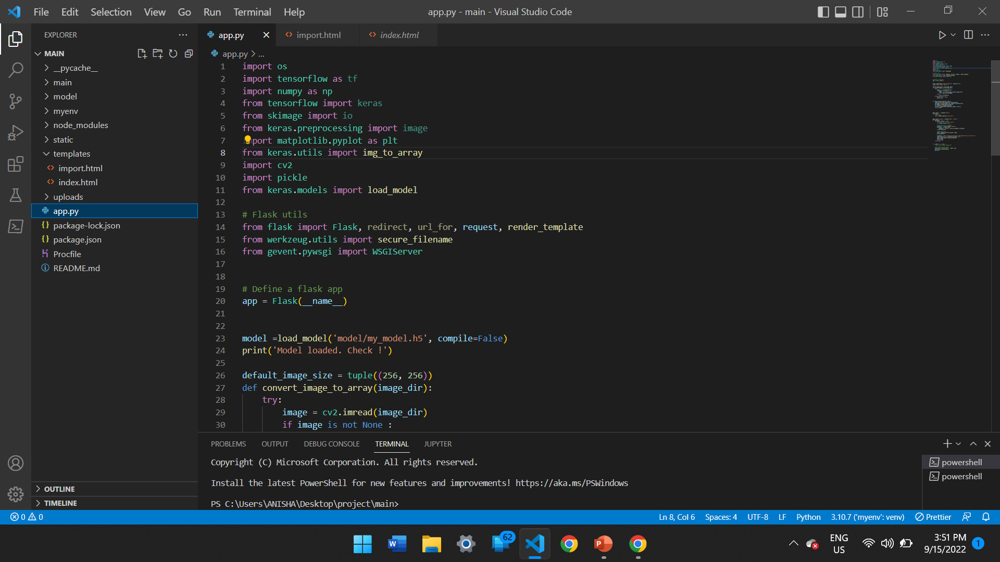 File Edit Selection View Go Run Terminal Help
app.py - main - Visual Studio Code
EXPLORER
MAIN
__pycache__
main
model
myenv
node_modules
static
templates
import.html
index.html
uploads
app.py
package-lock.json
package.json
Procfile
README.md
OUTLINE
TIMELINE
app.py import.html index.html
app.py > ...
1 import os
2 import tensorflow as tf
3 import numpy as np
4 from tensorflow import keras
5 from skimage import io
6 from keras.preprocessing import image
7 import matplotlib.pyplot as plt
8 from keras.utils import img_to_array
9 import cv2
10 import pickle
11 from keras.models import load_model
12
13 # Flask utils
14 from flask import Flask, redirect, url_for, request, render_template
15 from werkzeug.utils import secure_filename
16 from gevent.pywsgi import WSGIServer
17
18
19 # Define a flask app
20 app = Flask(__name__)
21
22
23 model =load_model('model/my_model.h5', compile=False)
24 print('Model loaded. Check !')
25
26 default_image_size = tuple((256, 256))
27 def convert_image_to_array(image_dir):
28 try:
29 image = cv2.imread(image_dir)
30 if image is not None :
PROBLEMS OUTPUT DEBUG CONSOLE TERMINAL JUPYTER
Copyright (C) Microsoft Corporation. All rights reserved.
Install the latest PowerShell for new features and improvements! https://aka.ms/PSWindows
PS C:\Users\ANISHA\Desktop\project\main>
powershell
powershell
0 0
Ln 8, Col 6 Spaces: 4 UTF-8 LF Python 3.10.7 ('myenv': venv) Prettier
62
ENG
US
3:51 PM
9/15/2022
1